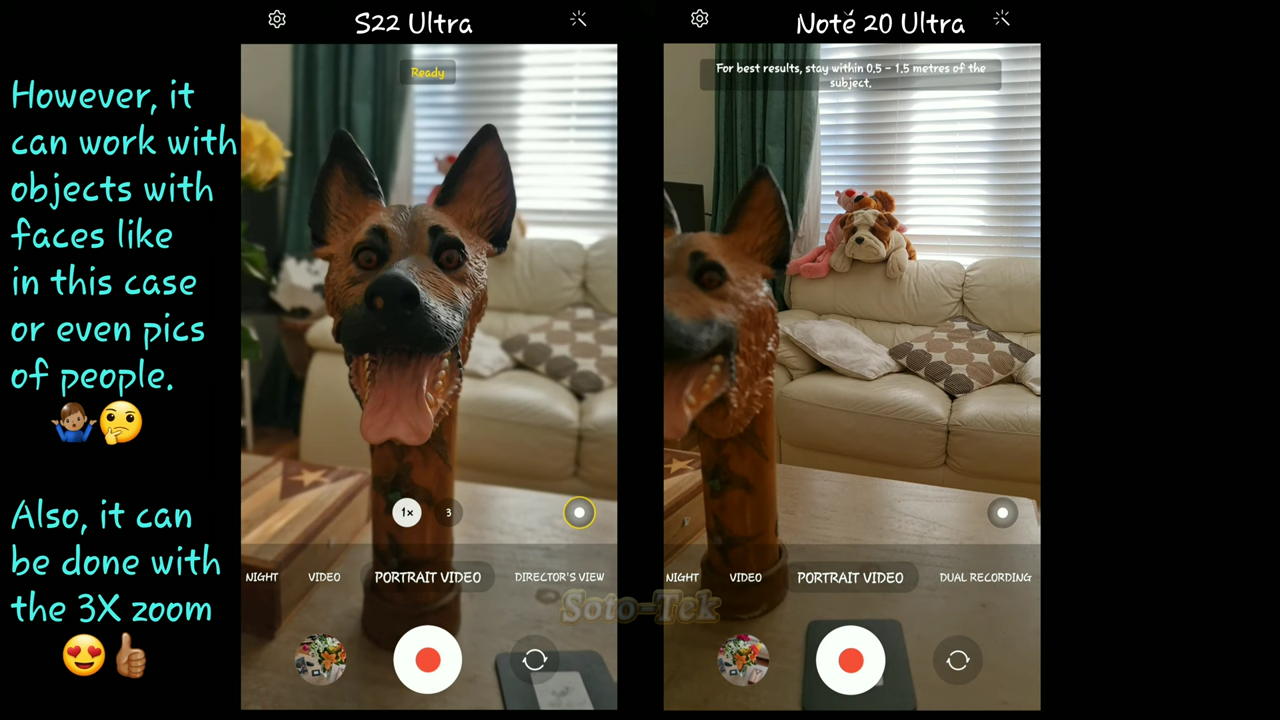 S22 Ultra
Note 20 Ultra
However, it
can work with
objects with
faces like
in this case
or even pics
of people.
Also, it can
be done with
the 3X zoom
Ready
1x
3
NIGHT
VIDEO
PORTRAIT VIDEO
DIRECTOR'S VIEW
For best results, stay within 0.5 - 1.5 metres of the
subject.
NIGHT
VIDEO
PORTRAIT VIDEO
DUAL RECORDING
Soto-Tek